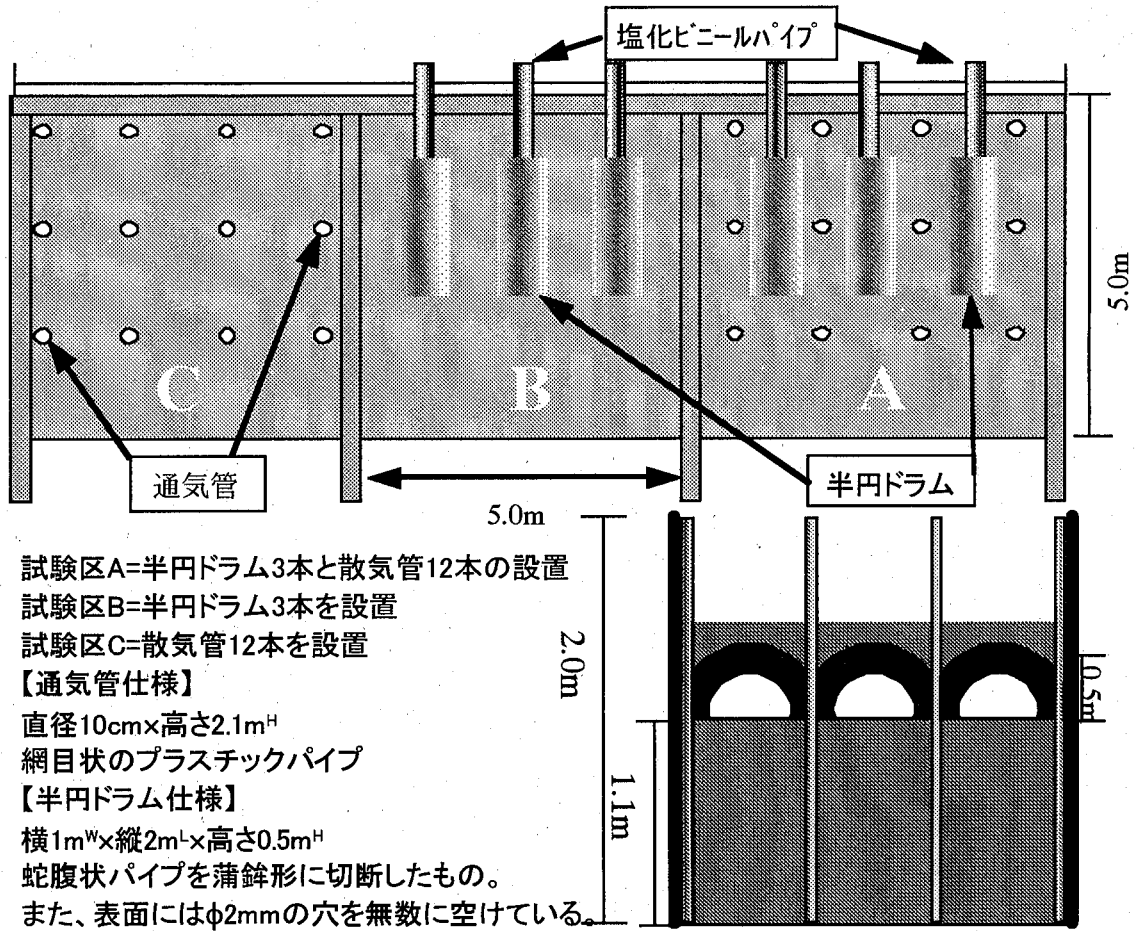 塩化ビニールパイプ
C
B
A
5.0m
通気管
半円ドラム
5.0m
試験区A=半円ドラム3本と散気管12本の設置
試験区B=半円ドラム3本を設置
試験区C=散気管12本を設置
【通気管仕様】
直径10cm×高さ2.1mᴴ
網目状のプラスチックパイプ
【半円ドラム仕様】
横1mᵂ×縦2mᴸ×高さ0.5mᴴ
蛇腹状パイプを蒲鉾形に切断したもの。
また、表面にはφ2mmの穴を無数に空けている。
2.0m
0.5m
1.1m